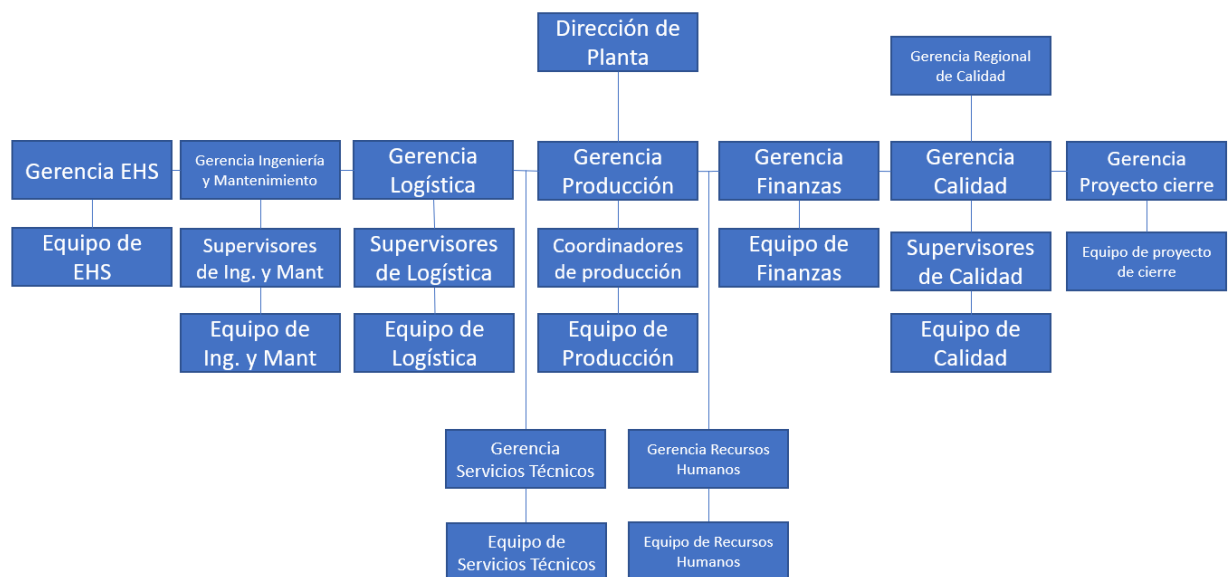 Dirección de
Planta
Gerencia Regional
de Calidad
Gerencia EHS
Gerencia Ingeniería
y Mantenimiento
Gerencia
Logística
Gerencia
Producción
Gerencia
Finanzas
Gerencia
Calidad
Gerencia
Proyecto cierre
Equipo de
EHS
Supervisores
de Ing. y Mant
Supervisores
de Logística
Coordinadores
de producción
Equipo de
Finanzas
Supervisores
de Calidad
Equipo de proyecto
de cierre
Equipo de
Ing. y Mant
Equipo de
Logística
Equipo de
Producción
Equipo de
Calidad
Gerencia
Servicios Técnicos
Gerencia Recursos
Humanos
Equipo de
Servicios Técnicos
Equipo de Recursos
Humanos